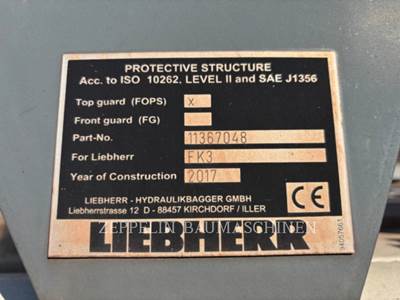 PROTECTIVE STRUCTURE
Acc. to ISO 10262, LEVEL II and SAE J1356
Top guard (FOPS) X
Front guard (FG)
Part-No. 11367048
For Liebherr FK3
Year of Construction 2017
LIEBHERR - HYDRAULIKBAGGER GMBH
Liebherrstrasse 12 D - 88457 KIRCHDORF / ILLER
CE
ZEPPELIN BAUMASCHINEN
LIEBHERR